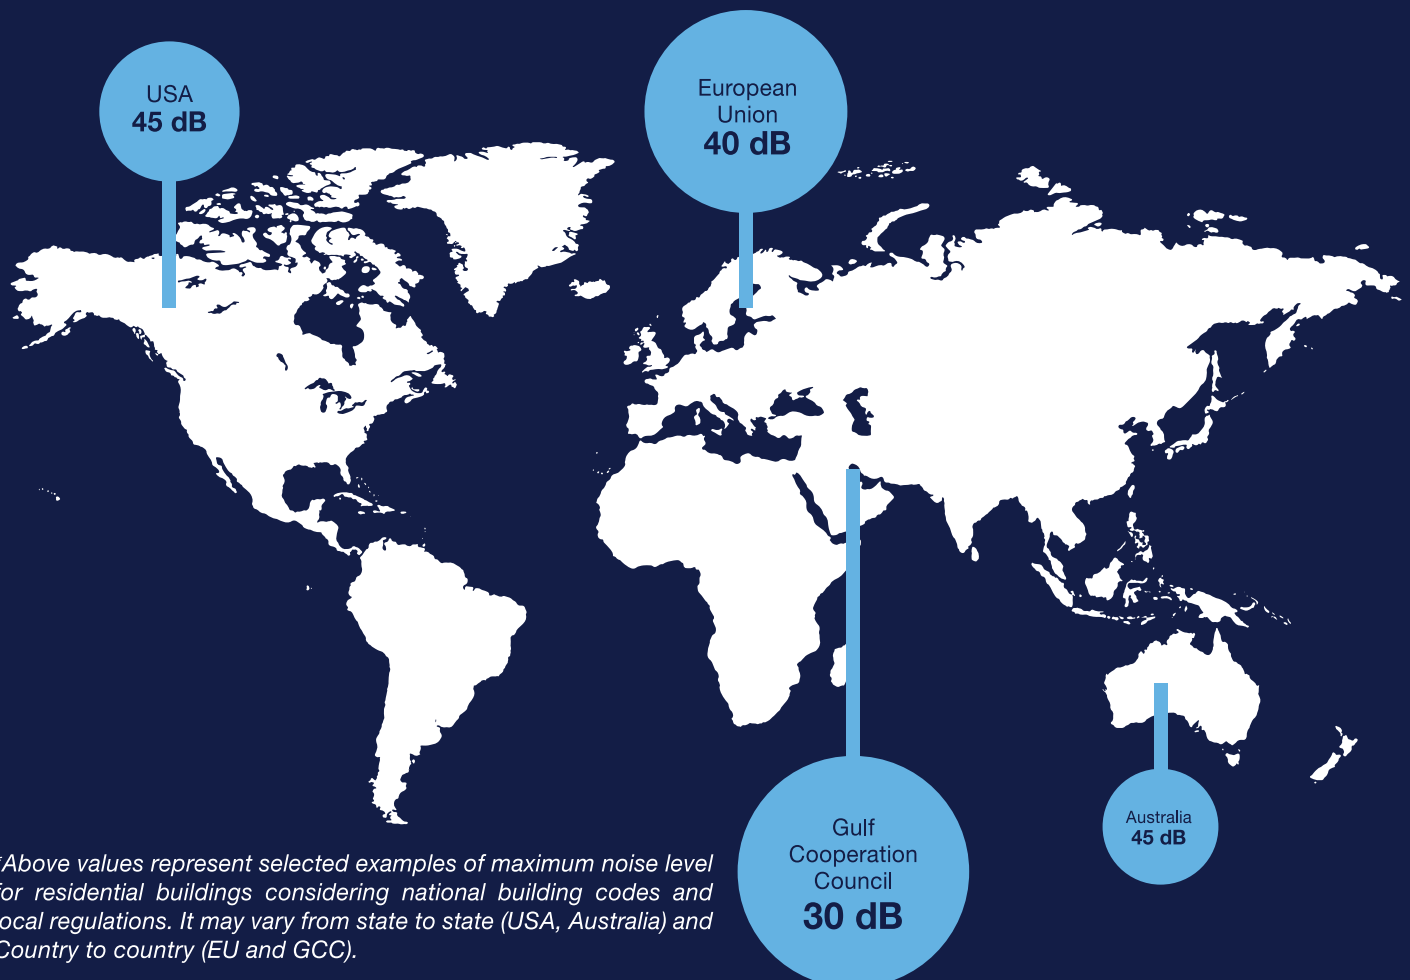 USA
45 dB
European
Union
40 dB
Gulf
Cooperation
Council
30 dB
Australia
45 dB
*Above values represent selected examples of maximum noise level
for residential buildings considering national building codes and
local regulations. It may vary from state to state (USA, Australia) and
Country to country (EU and GCC).